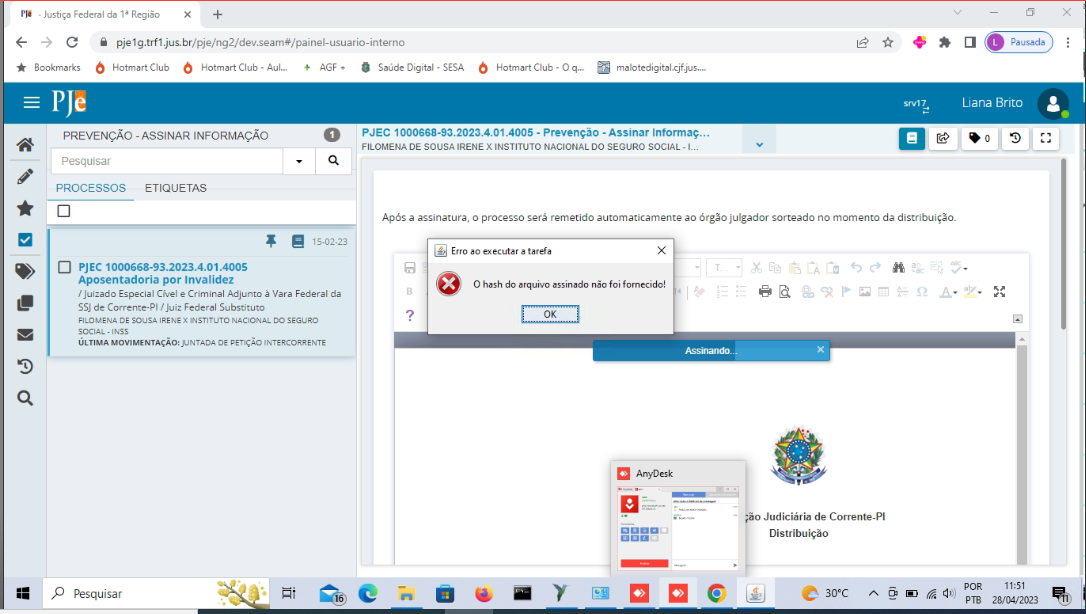 PJe - Justiça Federal da 1ª Região
pje1g.trf1.jus.br/pje/ng2/dev.seam#/painel-usuario-interno
L Pausada
Bookmarks Hotmart Club Hotmart Club - Aul... AGF + Saúde Digital - SESA Hotmart Club - O q... malotedigital.cjf.jus....
PJe srv17 Liana Brito
PREVENÇÃO - ASSINAR INFORMAÇÃO 1
PJEC 1000668-93.2023.4.01.4005 - Prevenção - Assinar Informaç...
FILOMENA DE SOUSA IRENE X INSTITUTO NACIONAL DO SEGURO SOCIAL - I...
0
Pesquisar
PROCESSOS ETIQUETAS
15-02-23
PJEC 1000668-93.2023.4.01.4005
Aposentadoria por Invalidez
/ Juizado Especial Cível e Criminal Adjunto à Vara Federal da
SSJ de Corrente-PI / Juiz Federal Substituto
FILOMENA DE SOUSA IRENE X INSTITUTO NACIONAL DO SEGURO
SOCIAL - INSS
ÚLTIMA MOVIMENTAÇÃO: JUNTADA DE PETIÇÃO INTERCORRENTE
Após a assinatura, o processo será remetido automaticamente ao órgão julgador sorteado no momento da distribuição.
Erro ao executar a tarefa
O hash do arquivo assinado não foi fornecido!
OK
T...
B
?
Assinando...
AnyDesk
ção Judiciária de Corrente-PI
Distribuição
Pesquisar
16
30°C
POR
PTB
11:51
28/04/2023
11